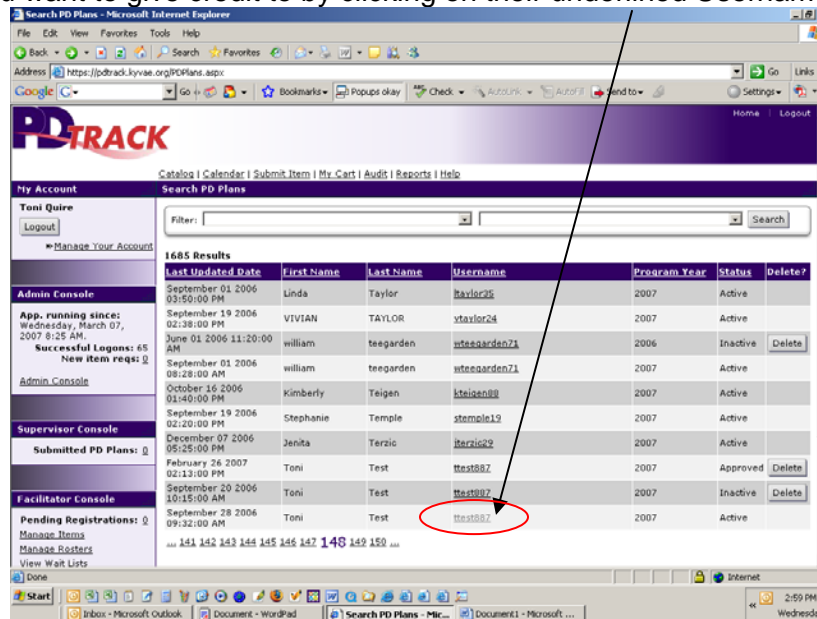 want to give credit to by clicking on their underlined Usernam
Search PD Plans - Microsoft Internet Explorer
File Edit View Favorites Tools Help
Back Search Favorites
Address https://pdtrack.kyvae.org/PDPlans.aspx Go Links
Google Go Bookmarks Popups okay Check AutoLink AutoFill Send to Settings
PDTRACK
Home Logout
Catalog | Calendar | Submit Item | My Cart | Audit | Reports | Help
My Account Search PD Plans
Toni Quire
Logout
Manage Your Account
Filter: Search
1685 Results
Last Updated Date First Name Last Name Username Program Year Status Delete?
September 01 2006 03:50:00 PM Linda Taylor ltaylor25 2007 Active
September 19 2006 02:38:00 PM VIVIAN TAYLOR vtaylor24 2007 Active
June 01 2006 11:20:00 AM william teegarden wteegarden71 2006 Inactive Delete
September 01 2006 08:28:00 AM william teegarden wteegarden71 2007 Active
October 16 2006 01:40:00 PM Kimberly Teigen kteigen88 2007 Active
September 19 2006 02:20:00 PM Stephanie Temple stemple19 2007 Active
December 07 2006 05:25:00 PM Jenita Terzic jterzic29 2007 Active
February 26 2007 02:13:00 PM Toni Test ttest887 2007 Approved Delete
September 20 2006 10:15:00 AM Toni Test ttest887 2007 Inactive Delete
September 28 2006 09:32:00 AM Toni Test ttest887 2007 Active
... 141 142 143 144 145 146 147 148 149 150 ...
Admin Console
App. running since:
Wednesday, March 07,
2007 8:25 AM.
Successful Logons: 65
New item reqs: 0
Admin Console
Supervisor Console
Submitted PD Plans: 0
Facilitator Console
Pending Registrations: 0
Manage Items
Manage Rosters
View Wait Lists
Done Internet
Start
2:59 PM
Inbox - Microsoft Outlook Document - WordPad Search PD Plans - Mic... Document1 - Microsoft ... Wednesd